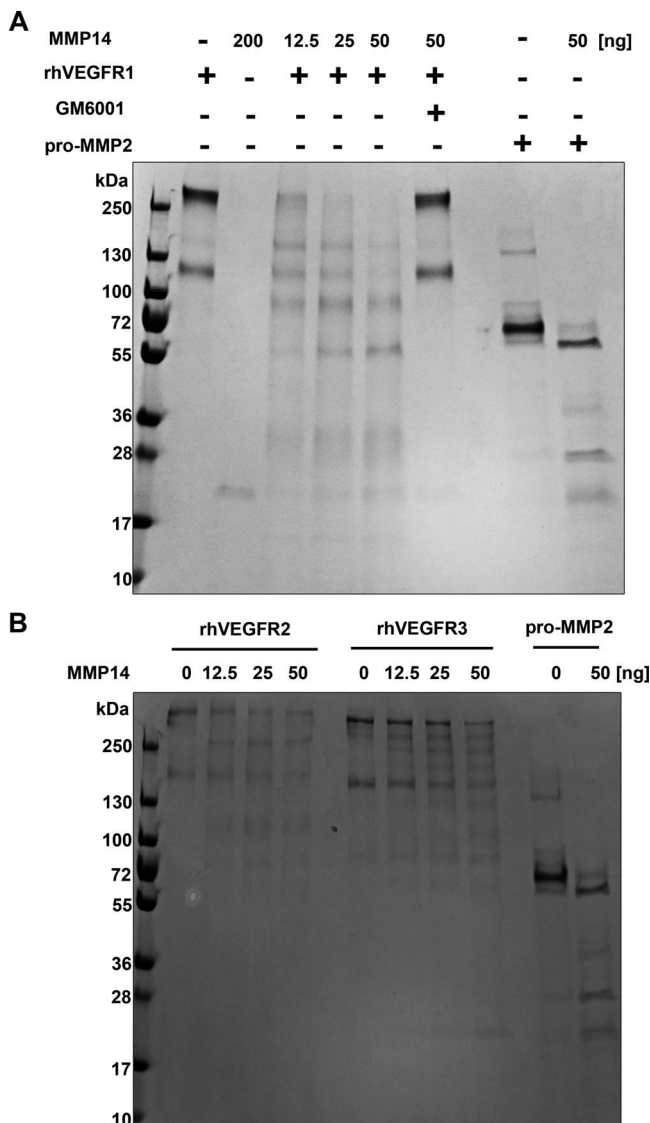 A
MMP14 - 200 12.5 25 50 50 - 50 [ng]
rhVEGFR1 + - + + + + - -
GM6001 - - - - - + - -
pro-MMP2 - - - - - - + +
kDa
250
130
100
72
55
36
28
17
10
B
rhVEGFR2 rhVEGFR3 pro-MMP2
MMP14 0 12.5 25 50 0 12.5 25 50 0 50 [ng]
kDa
250
130
100
72
55
36
28
17
10